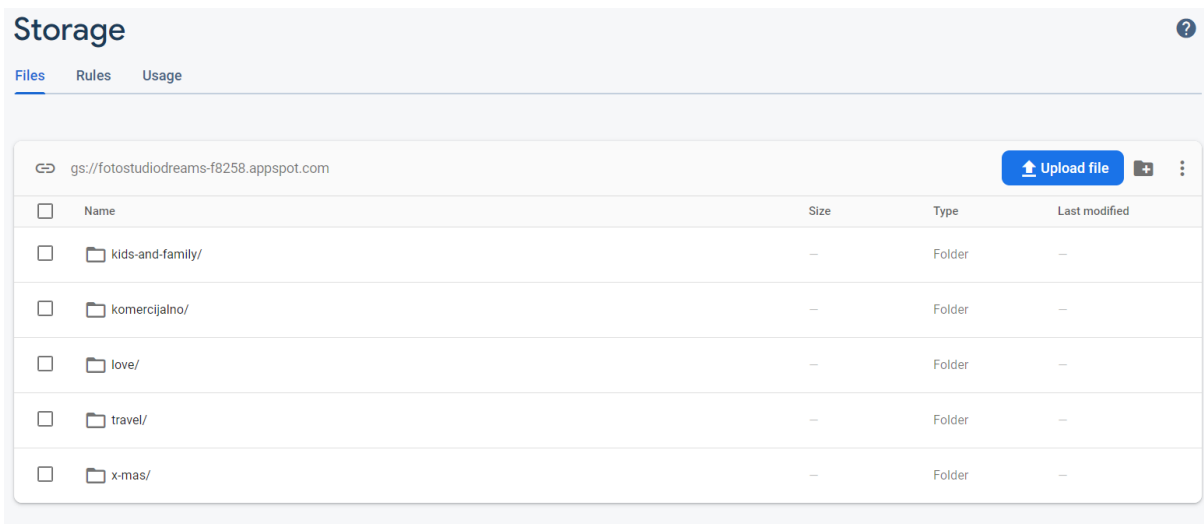 Storage
Files Rules Usage
gs://fotostudiodreams-f8258.appspot.com Upload file
Name Size Type Last modified
kids-and-family/ — Folder —
komercijalno/ — Folder —
love/ — Folder —
travel/ — Folder —
x-mas/ — Folder —